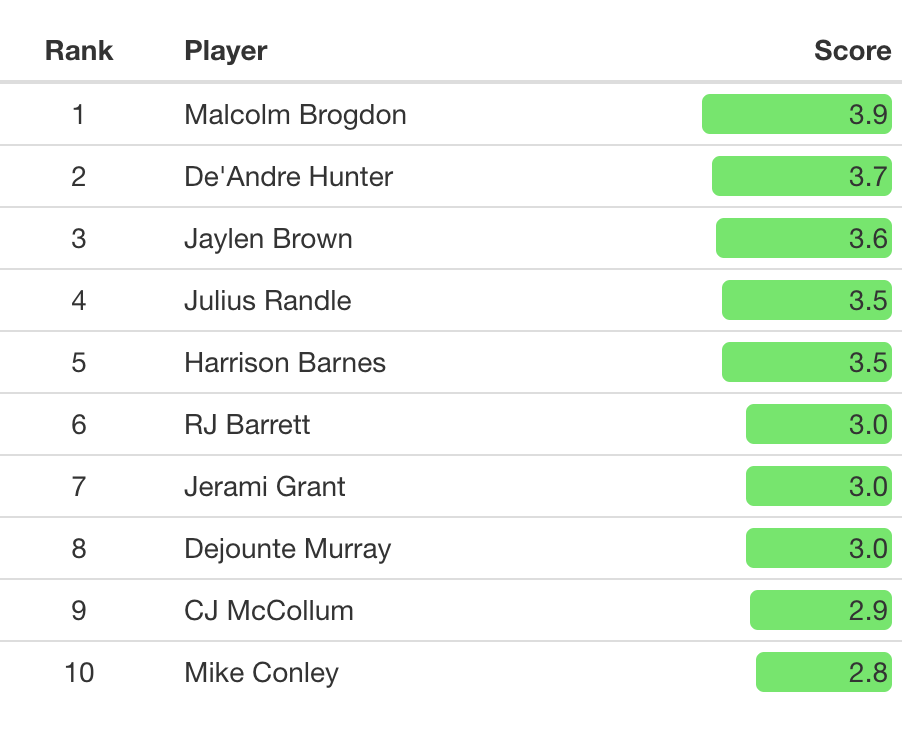 Rank Player Score
1 Malcolm Brogdon 3.9
2 De'Andre Hunter 3.7
3 Jaylen Brown 3.6
4 Julius Randle 3.5
5 Harrison Barnes 3.5
6 RJ Barrett 3.0
7 Jerami Grant 3.0
8 Dejounte Murray 3.0
9 CJ McCollum 2.9
10 Mike Conley 2.8